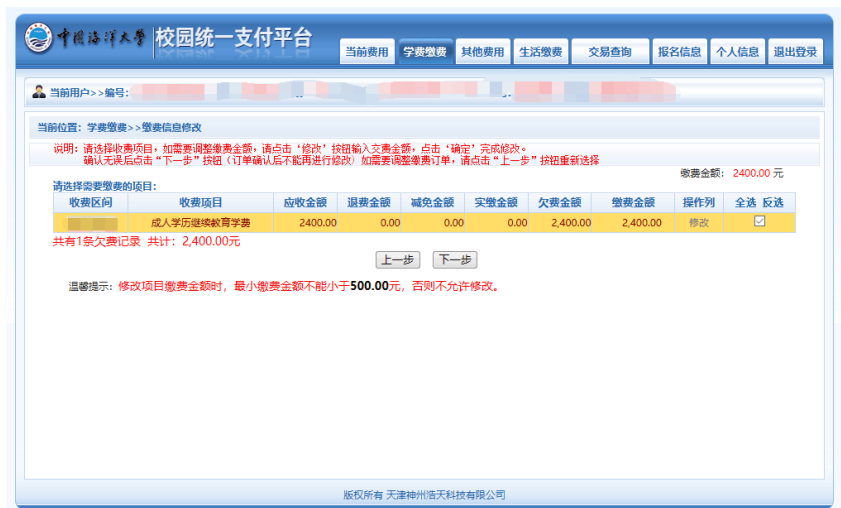 中国海洋大学 校园统一支付平台
当前费用 学费缴费 其他费用 生活缴费 交易查询 报名信息 个人信息 退出登录
当前用户>>编号:
当前位置: 学费缴费>>缴费信息修改
说明: 请选择收费项目，如需要调整缴费金额，请点击‘修改’按钮输入交费金额，点击‘确定’完成修改。
确认无误后点击“下一步”按钮（订单确认后不能再进行修改）如需要调整缴费订单，请点击“上一步”按钮重新选择
缴费金额: 2400.00 元
请选择需要缴费的项目:
收费区间 收费项目 应收金额 退费金额 减免金额 实缴金额 欠费金额 缴费金额 操作列 全选 反选
成人学历继续教育学费 2400.00 0.00 0.00 0.00 2,400.00 2,400.00 修改
共有1条欠费记录 共计: 2,400.00元
上一步 下一步
温馨提示: 修改项目缴费金额时，最小缴费金额不能小于500.00元，否则不允许修改。
版权所有 天津神州浩天科技有限公司